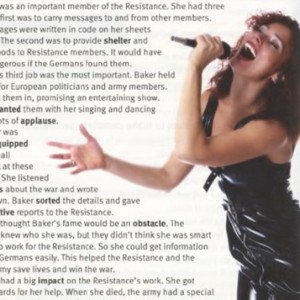 was an important member of the Resistance. She had three
first was to carry messages to and from other members.
ages were written in code on her sheets
The second was to provide shelter and
oods to Resistance members. It would have
gerous if the Germans found them.
s third job was the most important. Baker held
for European politicians and army members.
them in, promising an entertaining show.
anted them with her singing and dancing
ots of applause.
was
quipped
all
at these
She listened
s about the war and wrote
wn. Baker sorted the details and gave
tive reports to the Resistance.
thought Baker's fame would be an obstacle. The
knew who she was, but they didn't think she was smart
o work for the Resistance. So she could get information
Germans easily. This helped the Resistance and the
my save lives and win the war.
had a big impact on the Resistance's work. She got
ards for her help. When she died, the army had a special